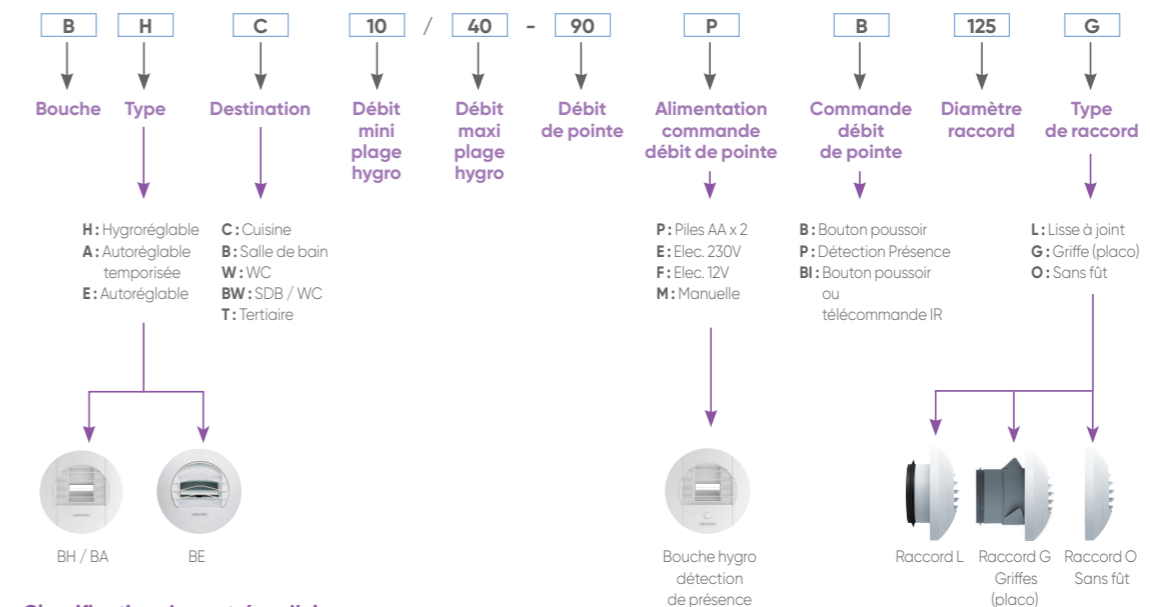 B H C 10 / 40 - 90 P B 125 G
Bouche
Type
Destination
Débit
mini
plage
hygro
Débit
maxi
plage
hygro
Débit
de pointe
Alimentation
commande
débit de pointe
Commande
débit
de pointe
Diamètre
raccord
Type
de raccord
H : Hygroréglable
A : Autoréglable
temporisée
E : Autoréglable
C : Cuisine
B : Salle de bain
W : WC
BW : SDB / WC
T : Tertiaire
P : Piles AA x 2
E : Elec. 230V
F : Elec. 12V
M : Manuelle
B : Bouton poussoir
P : Détection Présence
BI : Bouton poussoir
ou
télécommande IR
L : Lisse à joint
G : Griffe (placo)
O : Sans fût
BH / BA
BE
Bouche hygro
détection
de présence
Raccord L
Raccord G
Griffes
(placo)
Raccord O
Sans fût